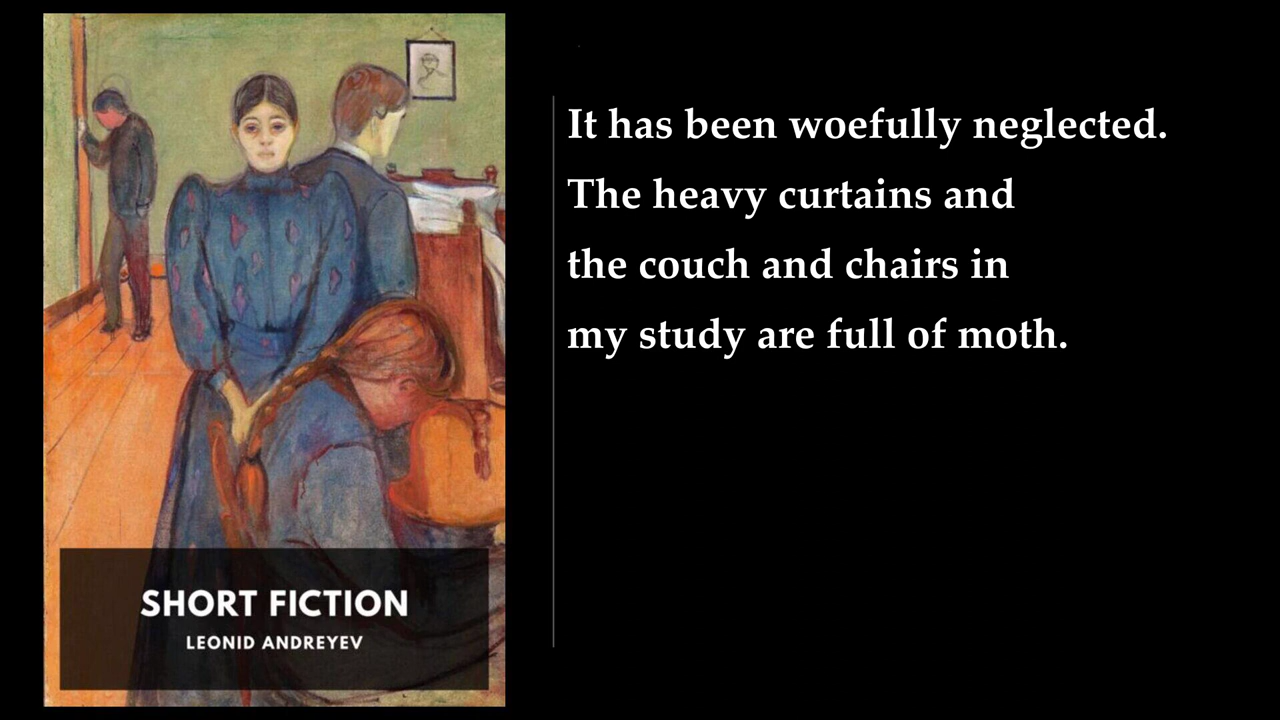 It has been woefully neglected.
The heavy curtains and
the couch and chairs in
my study are full of moth.
SHORT FICTION
LEONID ANDREYEV